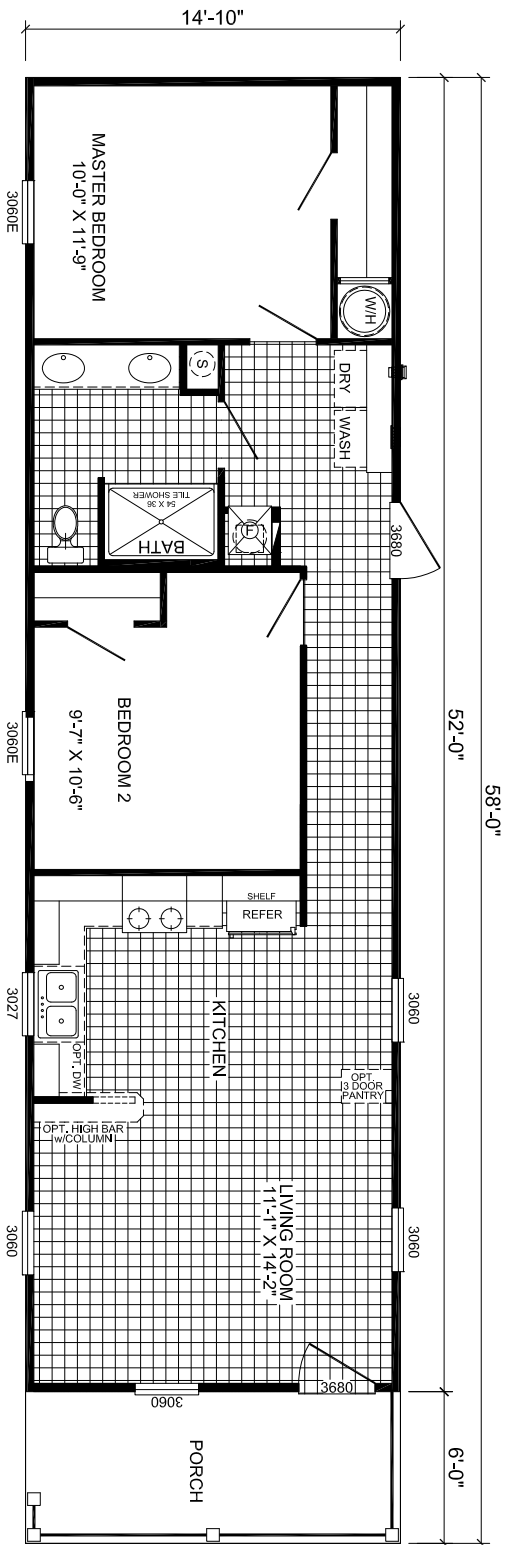 14'-10"
MASTER BEDROOM
10'-0" X 11'-9"
3060E
W/H
S
DRY
WASH
54 X 36
TILE SHOWER
BATH
F
3680
52'-0"
58'-0"
BEDROOM 2
9'-7" X 10'-6"
3060E
SHELF
REFER
KITCHEN
3027
3060
OPT. DW
OPT.
3 DOOR
PANTRY
OPT. HIGH BAR
w/COLUMN
LIVING ROOM
11'-1" X 14'-2"
3060
3060
3680
3060
6'-0"
PORCH